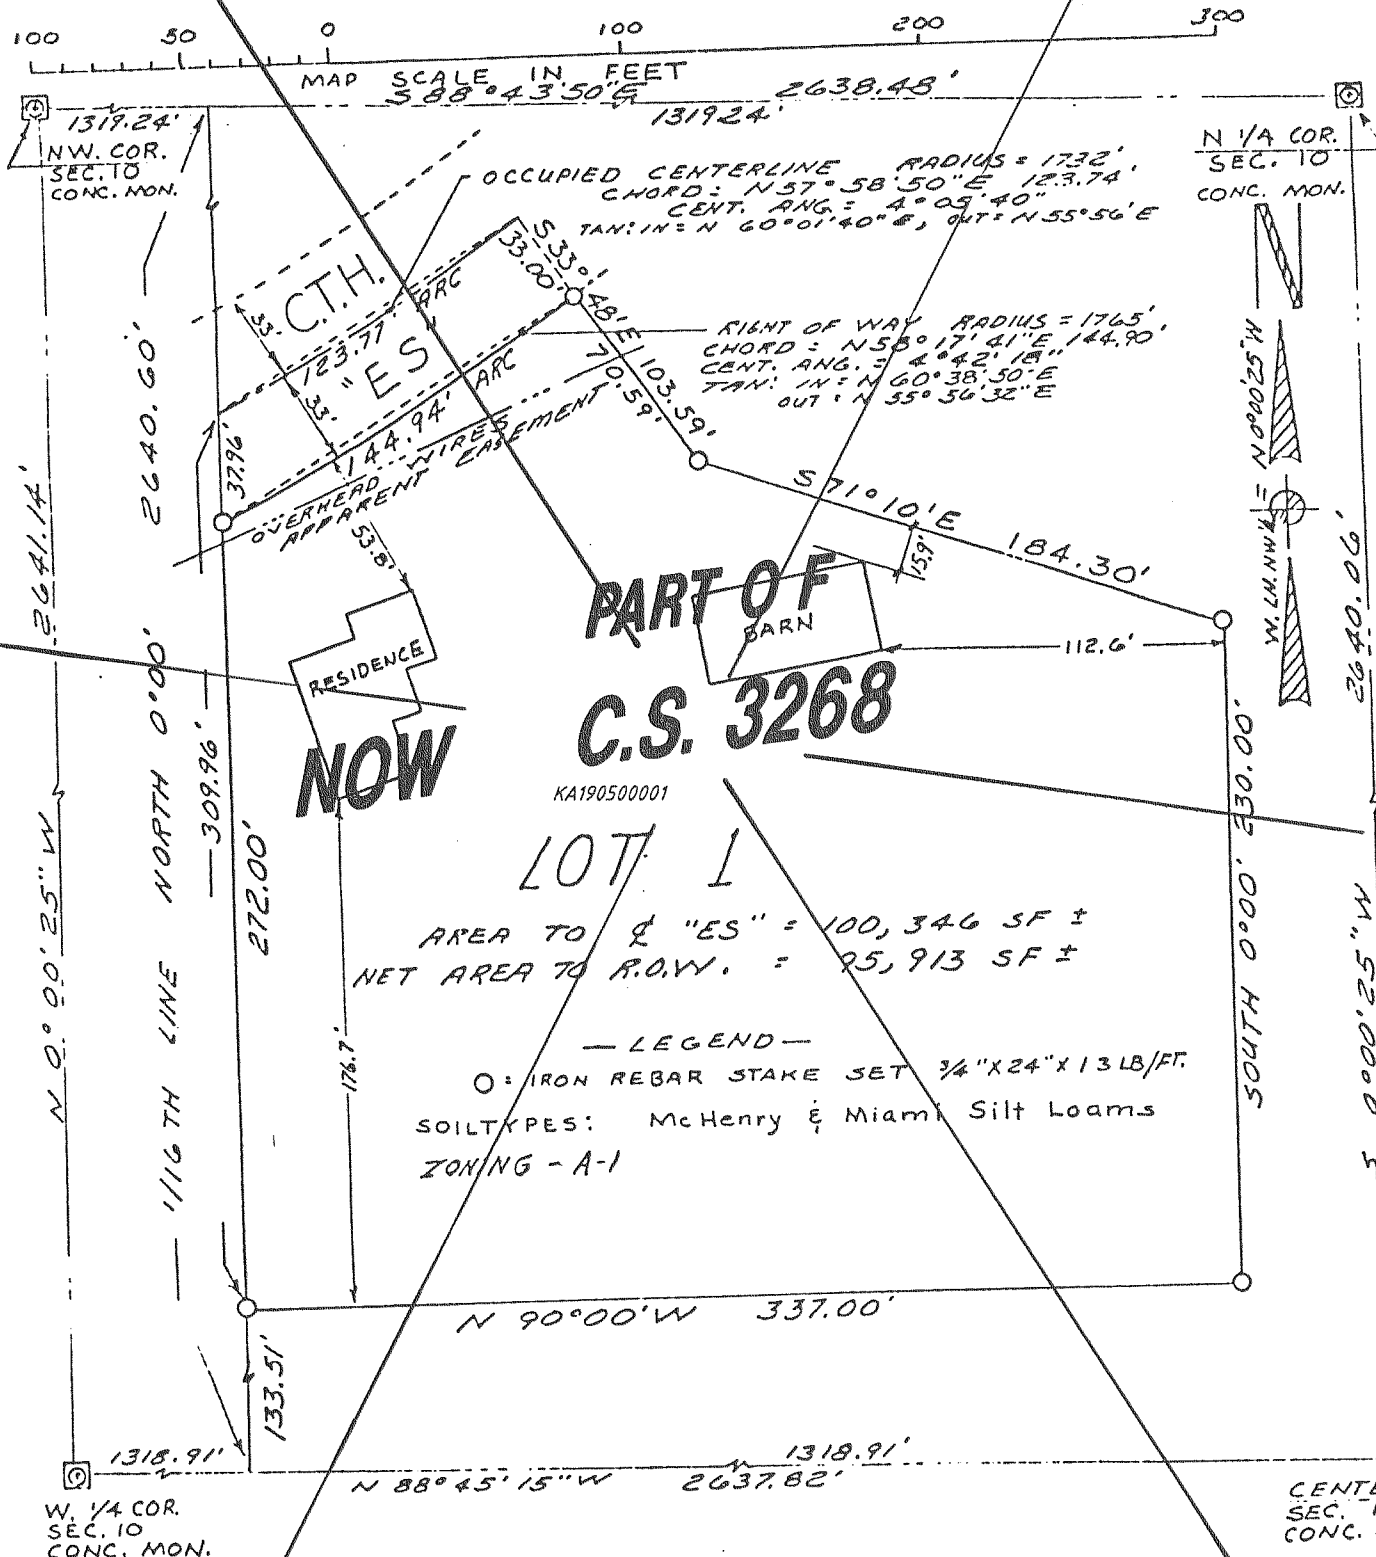 100 50 0 100 200 300
MAP SCALE IN FEET
S 88°43'50"E 2638.48'
1319.24' 1319.24'
NW. COR.
SEC. 10
CONC. MON.
N 1/4 COR.
SEC. 10
CONC. MON.
OCCUPIED CENTERLINE RADIUS = 1732'
CHORD: N57°58'50"E 123.74'
CENT. ANG. = 4°05'40"
TAN: IN = N 60°01'40"E, OUT = N 55°56'E
S 33°48'E 103.59'
33.00'
70.59'
C.T.H.
"ES"
33'
33'
123.77' ARC
144.94' ARC
RIGHT OF WAY RADIUS = 1765'
CHORD = N58°17'41"E 144.90'
CENT. ANG. = 4°42'18"
TAN: IN = N 60°38'50"E
OUT = N 55°56'32"E
OVERHEAD WIRES
APPARENT EASEMENT
37.96'
53.8'
S 71°10'E 184.30'
15.9'
W. LN. NW 1/4 = N 0°00'25"W
2640.60'
2641.14'
N 0°00'25"W
1/16TH LINE NORTH 0°00'
309.96'
272.00'
RESIDENCE
BARN
112.6'
NOW
PART OF
C.S. 3268
KA190500001
LOT 1
AREA TO ℄ "ES" = 100,346 SF ±
NET AREA TO R.O.W. = 95,913 SF ±
176.7'
— LEGEND —
O : IRON REBAR STAKE SET 3/4"X24"X 13 LB/FT.
SOILTYPES: McHenry & Miami Silt Loams
ZONING - A-1
SOUTH 0°00' 230.00'
2640.06'
S 0°00'25"W
N 90°00'W 337.00'
133.51'
1318.91' 1318.91'
N 88°45'15"W 2637.82'
W. 1/4 COR.
SEC. 10
CONC. MON.
CENTE
SEC. 1
CONC.